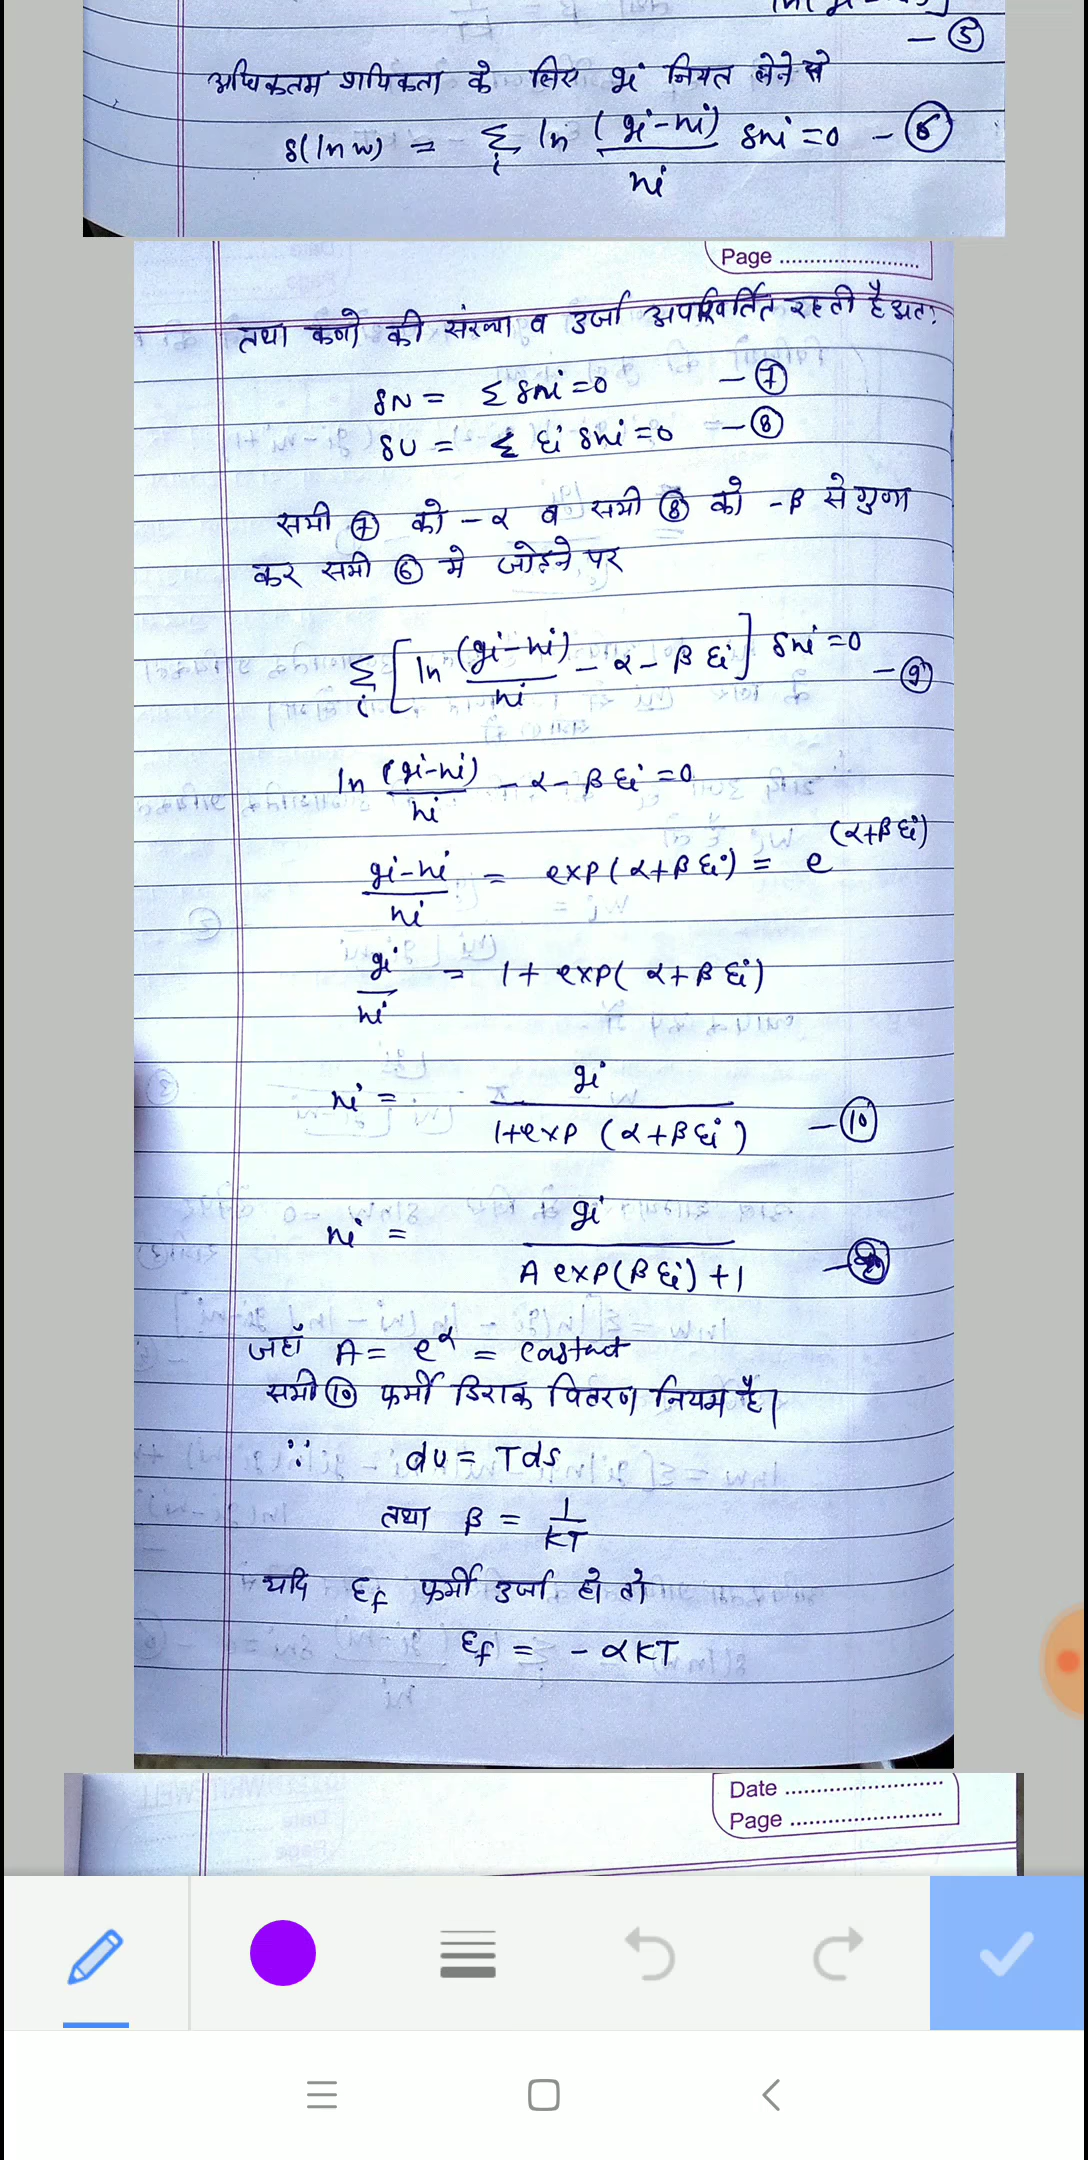 — ⑤
अधिकतम प्रायिकता के लिए gi नियत लेने से
δ(ln w) = Σi ln (gi-ni)/ni δni = 0 — ⑥
Page
तथा कणो की संख्या व उर्जा अपरिवर्तित रहती है अतः
δN = Σ δni = 0 — ⑦
δU = Σ εi δni = 0 — ⑧
समी ⑦ को -α व समी ⑧ को -β से गुणा
कर समी ⑥ मे जोड़ने पर
Σi [ln (gi-ni)/ni - α - β εi] δni = 0 — ⑨
ln (gi-ni)/ni - α - β εi = 0
gi-ni/ni = exp(α+β εi) = e^(α+β εi)
gi/ni = 1+ exp(α+β εi)
ni = gi/1+exp (α+β εi) — ⑩
ni = gi/A exp(β εi) +1
जहाँ A = e^α = constant
समी ⑩ फर्मी डिराक वितरण नियम है।
∵ du = Tds
तथा β = 1/KT
यदि εf फर्मी उर्जा हो तो
εf = - αKT
Date
Page